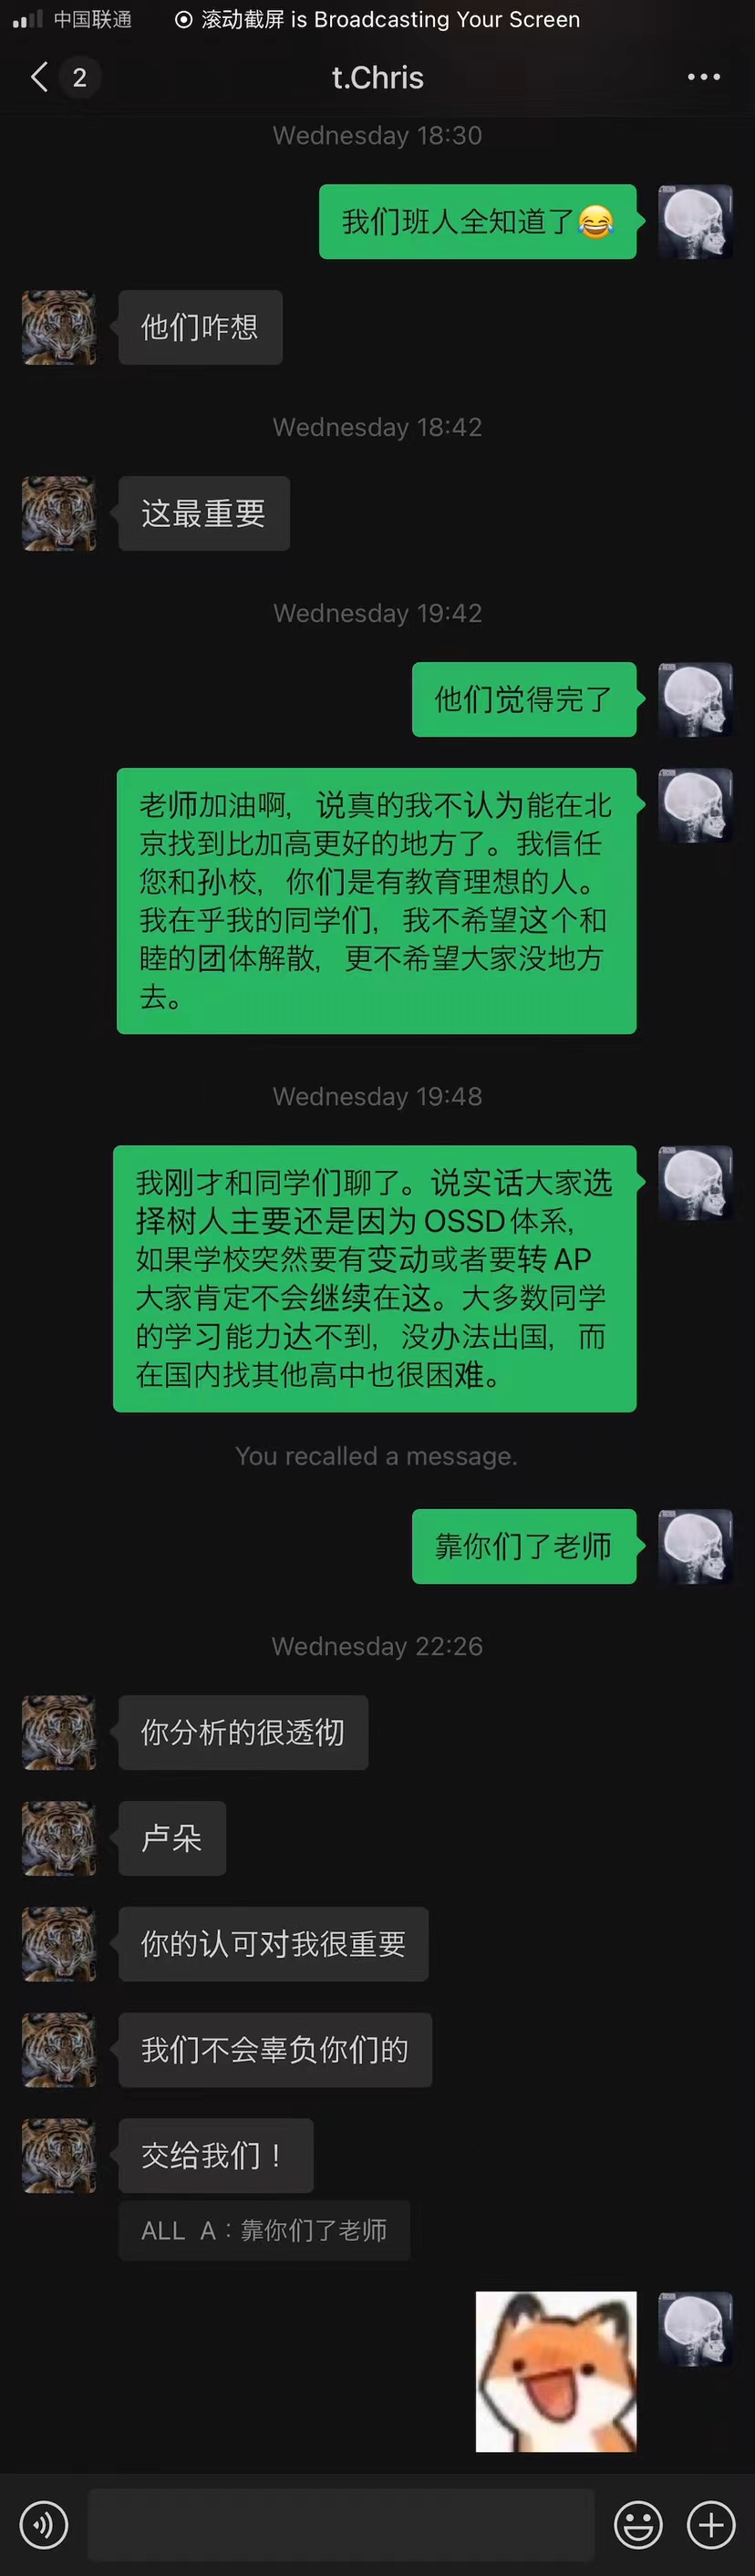 中国联通 滚动截屏 is Broadcasting Your Screen
2 t.Chris
Wednesday 18:30
我们班人全知道了😂
他们咋想
Wednesday 18:42
这最重要
Wednesday 19:42
他们觉得完了
老师加油啊，说真的我不认为能在北
京找到比加高更好的地方了。我信任
您和孙校，你们是有教育理想的人。
我在乎我的同学们，我不希望这个和
睦的团体解散，更不希望大家没地方
去。
Wednesday 19:48
我刚才和同学们聊了。说实话大家选
择树人主要还是因为 OSSD 体系，
如果学校突然要有变动或者要转 AP
大家肯定不会继续在这。大多数同学
的学习能力达不到，没办法出国，而
在国内找其他高中也很困难。
You recalled a message.
靠你们了老师
Wednesday 22:26
你分析的很透彻
卢朵
你的认可对我很重要
我们不会辜负你们的
交给我们！
ALL A：靠你们了老师